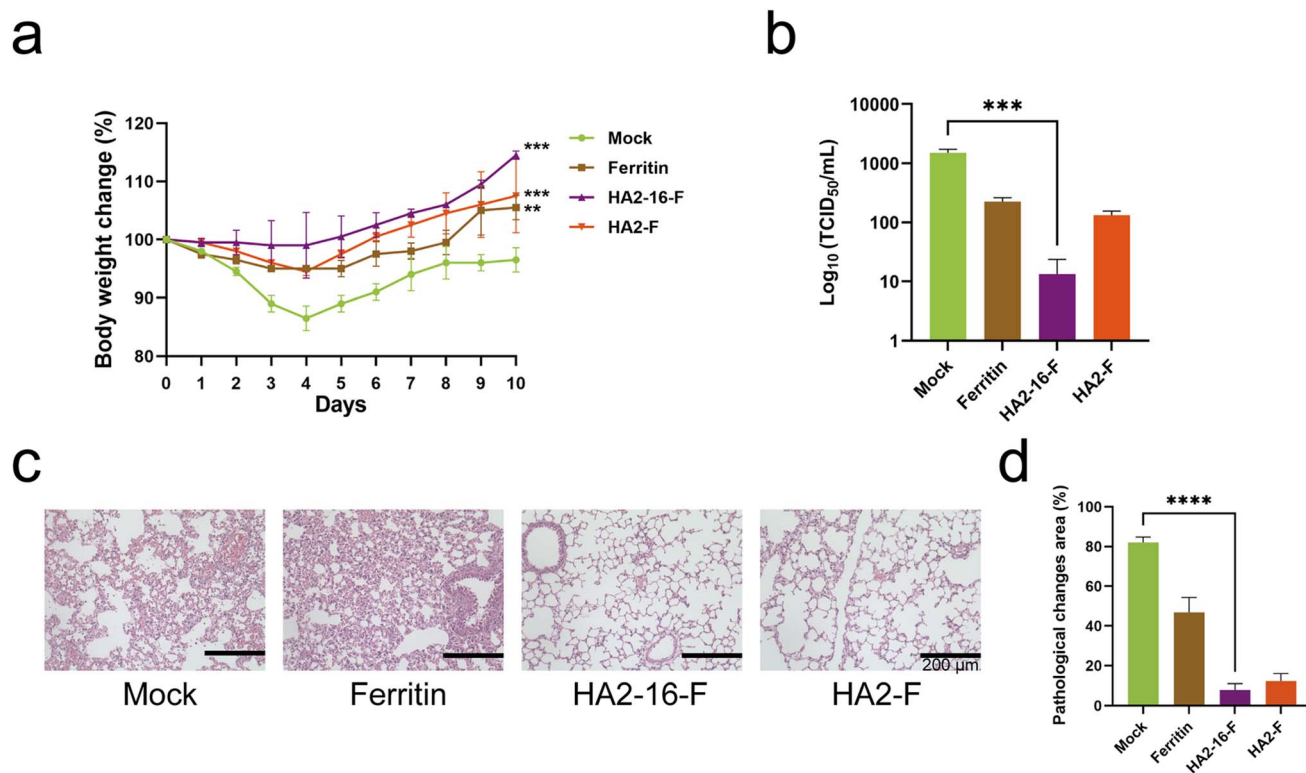 a
Body weight change (%)
120
110
100
90
80
0 1 2 3 4 5 6 7 8 9 10
Days
***
***
**
Mock
Ferritin
HA2-16-F
HA2-F
b
Log10 (TCID50/mL)
10000
1000
100
10
1
***
Mock
Ferritin
HA2-16-F
HA2-F
c
200 μm
Mock
Ferritin
HA2-16-F
HA2-F
d
Pathological changes area (%)
100
80
60
40
20
0
****
Mock
Ferritin
HA2-16-F
HA2-F